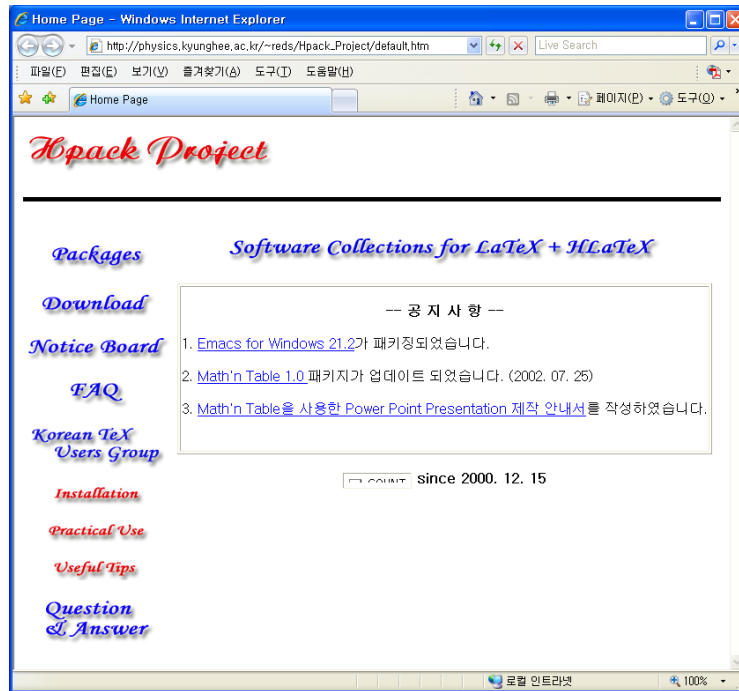 Home Page - Windows Internet Explorer
http://physics.kyunghee.ac.kr/~reds/Hpack_Project/default.htm
Live Search
파일(F) 편집(E) 보기(V) 즐겨찾기(A) 도구(T) 도움말(H)
Home Page
페이지(P) 도구(O)
Hpack Project
Software Collections for LaTeX + HLaTeX
Packages
Download
Notice Board
FAQ
Korean TeX
Users Group
Installation
Practical Use
Useful Tips
Question
& Answer
-- 공 지 사 항 --
1. Emacs for Windows 21.2가 패키징되었습니다.
2. Math'n Table 1.0 패키지가 업데이트 되었습니다. (2002. 07. 25)
3. Math'n Table을 사용한 Power Point Presentation 제작 안내서를 작성하였습니다.
COUNT since 2000. 12. 15
로컬 인트라넷
100%